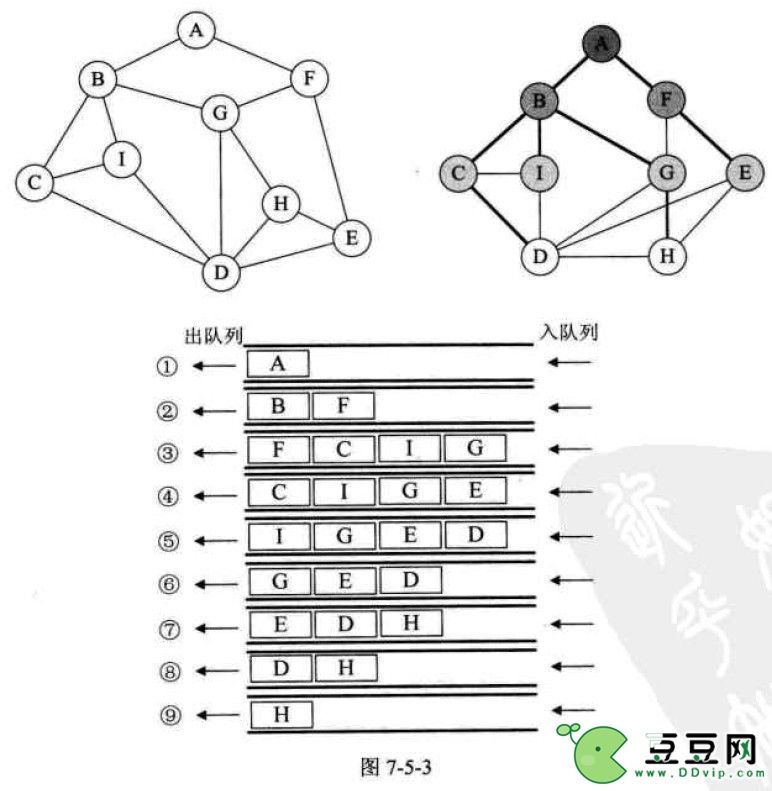 A
B
F
G
C
I
H
E
D
A
B
F
C
I
G
E
D
H
出队列
入队列
① A
② B F
③ F C I G
④ C I G E
⑤ I G E D
⑥ G E D
⑦ E D H
⑧ D H
⑨ H
图 7-5-3
豆豆网
www.DDvip.com